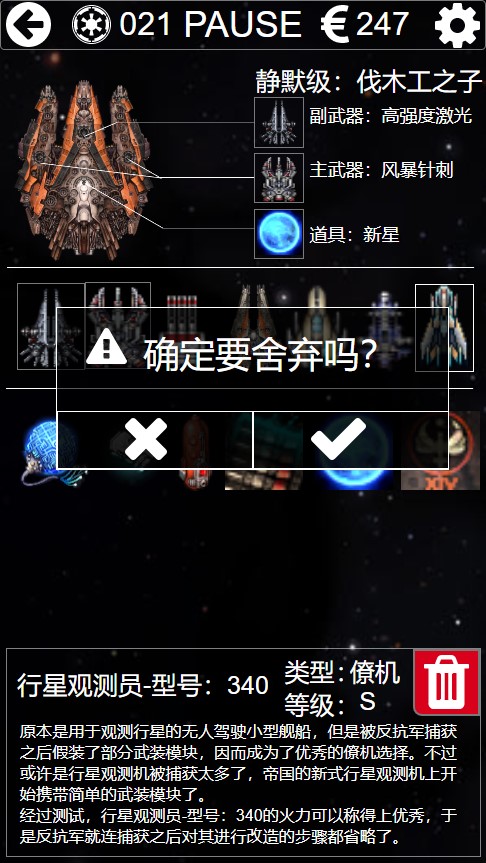 021 PAUSE € 247
静默级：伐木工之子
副武器：高强度激光
主武器：风暴针刺
道具：新星
确定要舍弃吗？
XIV
行星观测员-型号：340
类型：僚机
等级：S
原本是用于观测行星的无人驾驶小型舰船，但是被反抗军捕获
之后假装了部分武装模块，因而成为了优秀的僚机选择。不过
或许是行星观测机被捕获太多了，帝国的新式行星观测机上开
始携带简单的武装模块了。
经过测试，行星观测员-型号：340的火力可以称得上优秀，于
是反抗军就连捕获之后对其进行改造的步骤都省略了。